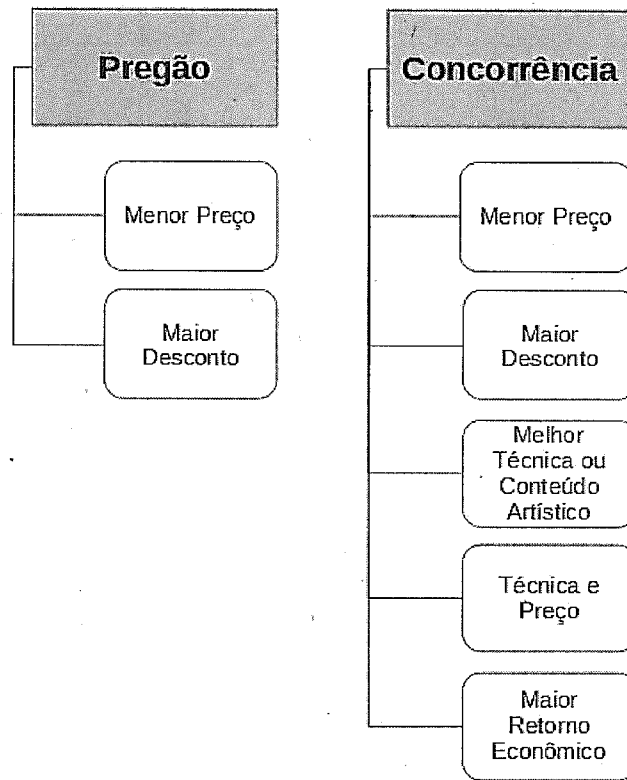 Pregão
Menor Preço
Maior
Desconto
Concorrência
Menor Preço
Maior
Desconto
Melhor
Técnica ou
Conteúdo
Artístico
Técnica e
Preço
Maior
Retorno
Econômico